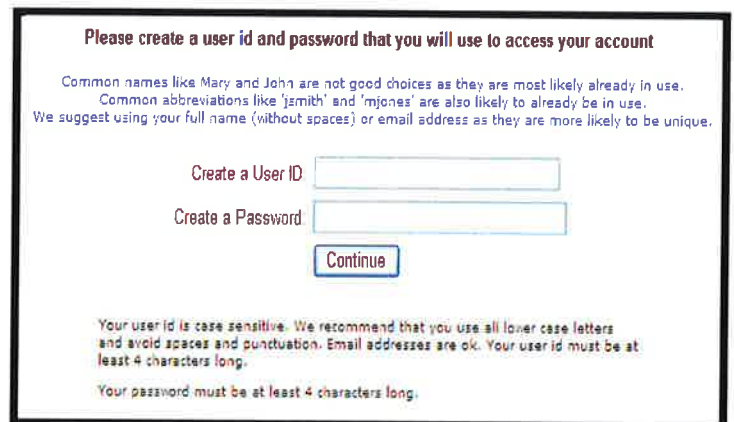 Please create a user id and password that you will use to access your account
Common names like Mary and John are not good choices as they are most likely already in use.
Common abbreviations like 'jsmith' and 'mjones' are also likely to already be in use.
We suggest using your full name (without spaces) or email address as they are more likely to be unique.
Create a User ID:
Create a Password:
Continue
Your user id is case sensitive. We recommend that you use all lower case letters
and avoid spaces and punctuation. Email addresses are ok. Your user id must be at
least 4 characters long.
Your password must be at least 4 characters long.